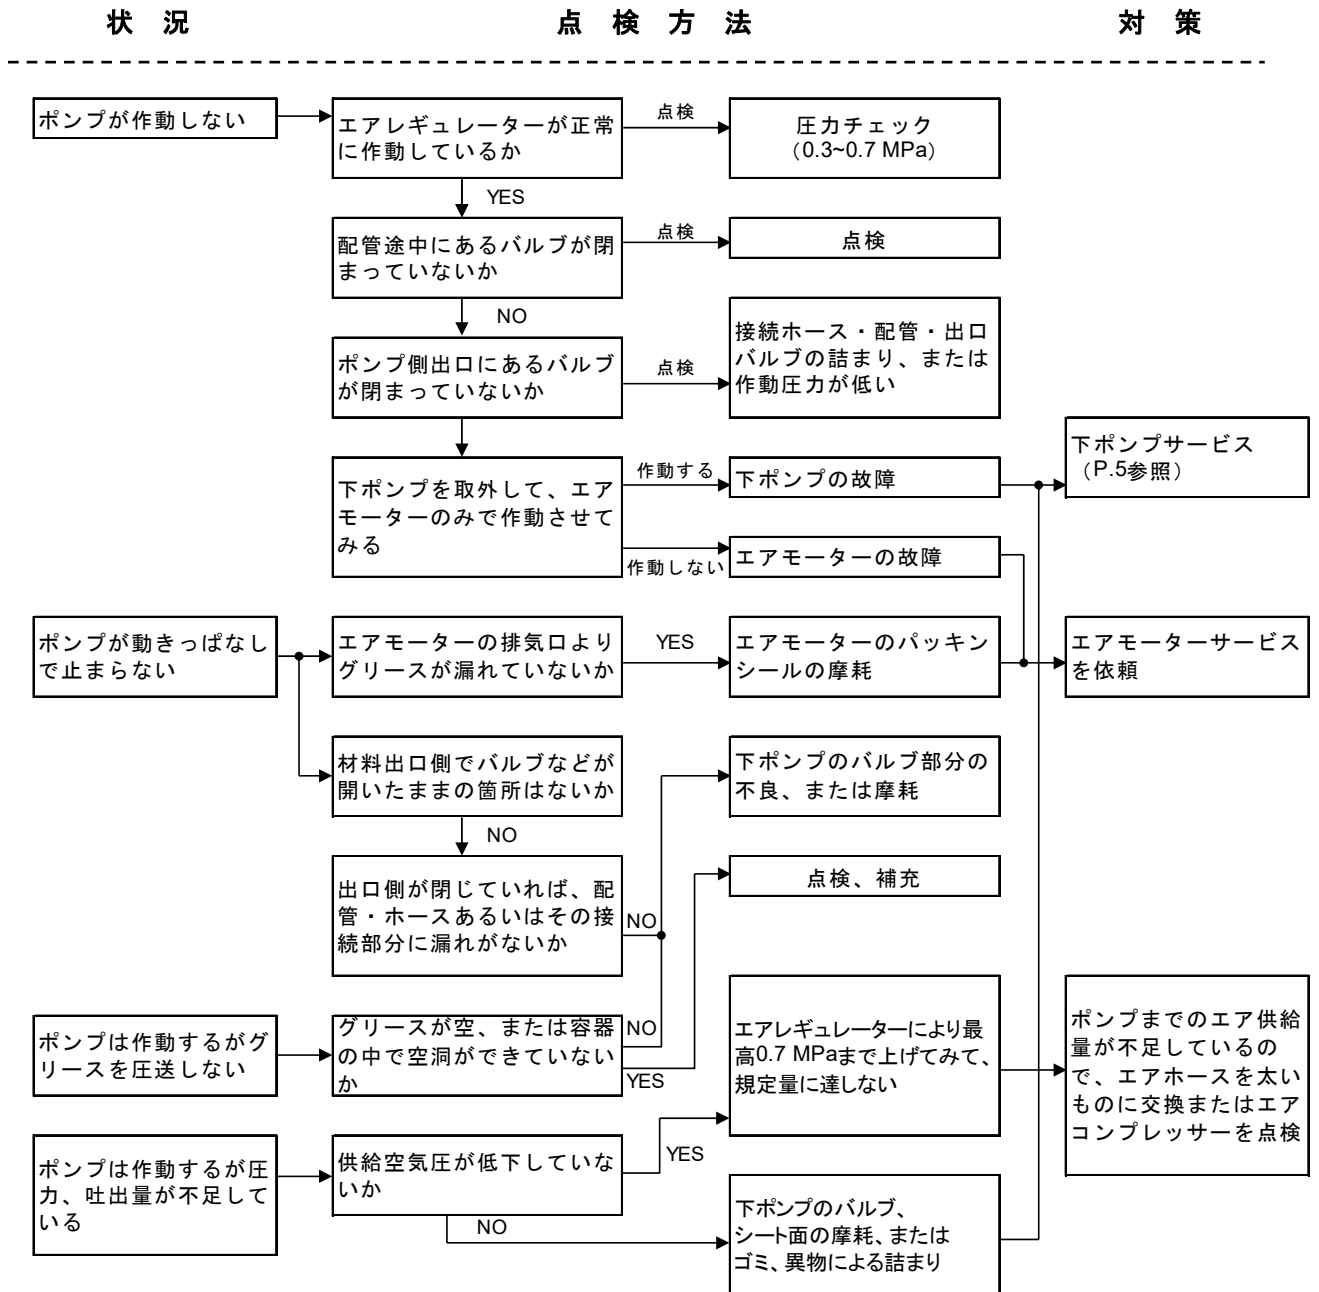 状況 点検方法 対策
ポンプが作動しない
エアレギュレーターが正常
に作動しているか
点検
圧力チェック
（0.3~0.7 MPa）
YES
配管途中にあるバルブが閉
まっていないか
点検
点検
NO
ポンプ側出口にあるバルブ
が閉まっていないか
点検
接続ホース・配管・出口
バルブの詰まり、または
作動圧力が低い
下ポンプを取外して、エア
モーターのみで作動させて
みる
作動する
下ポンプの故障
下ポンプサービス
（P.5参照）
作動しない
エアモーターの故障
ポンプが動きっぱなし
で止まらない
エアモーターの排気口より
グリースが漏れていないか
YES
エアモーターのパッキン
シールの摩耗
エアモーターサービス
を依頼
材料出口側でバルブなどが
開いたままの箇所はないか
下ポンプのバルブ部分の
不良、または摩耗
NO
出口側が閉じていれば、配
管・ホースあるいはその接
続部分に漏れがないか
NO
点検、補充
ポンプは作動するがグ
リースを圧送しない
グリースが空、または容器
の中で空洞ができていない
か
NO
YES
エアレギュレーターにより最
高0.7 MPaまで上げてみて、
規定量に達しない
ポンプまでのエア供給
量が不足しているの
で、エアホースを太い
ものに交換またはエア
コンプレッサーを点検
ポンプは作動するが圧
力、吐出量が不足して
いる
供給空気圧が低下していな
いか
YES
NO
下ポンプのバルブ、
シート面の摩耗、または
ゴミ、異物による詰まり